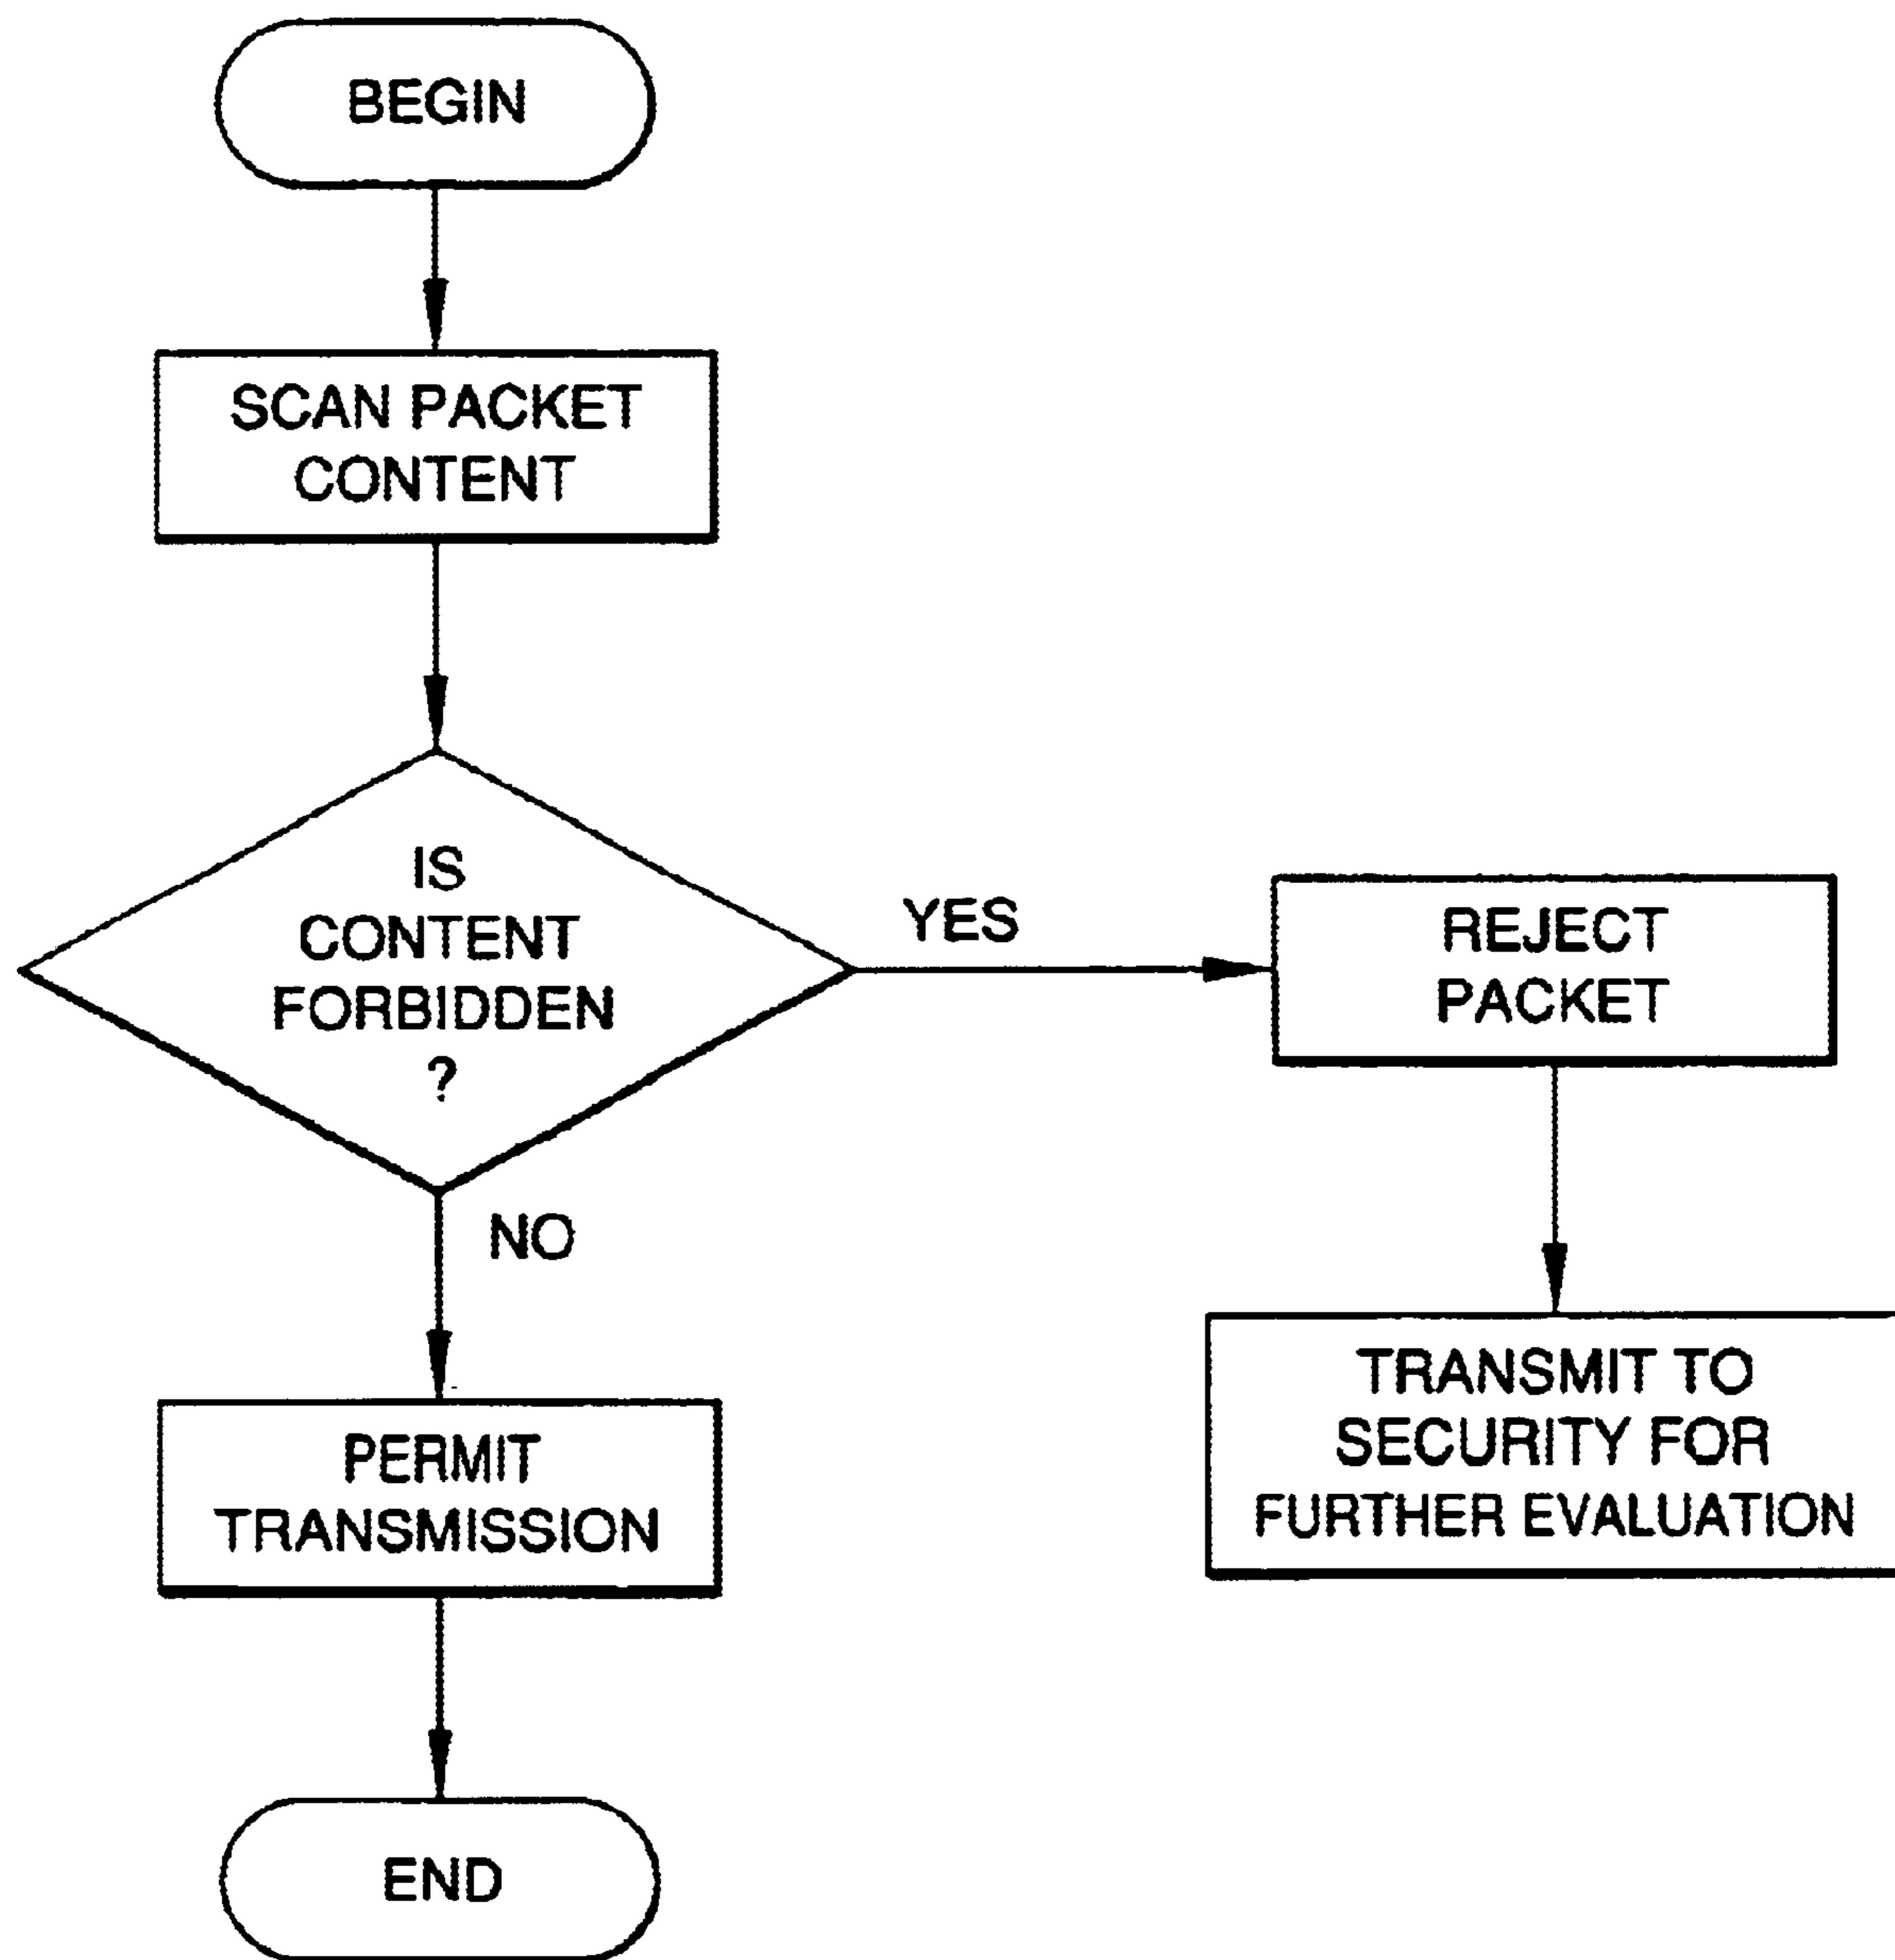 BEGIN
SCAN PACKET
CONTENT
IS
CONTENT
FORBIDDEN
?
YES
REJECT
PACKET
NO
TRANSMIT TO
SECURITY FOR
FURTHER EVALUATION
PERMIT
TRANSMISSION
END